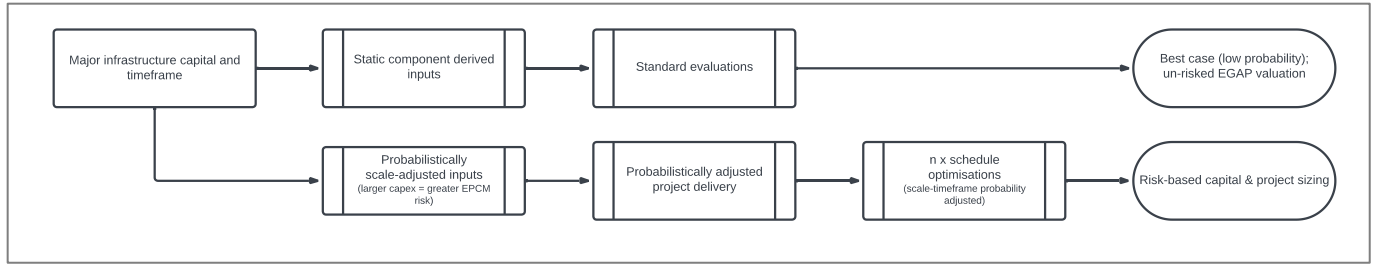 Major infrastructure capital and
timeframe
Static component derived
inputs
Standard evaluations
Best case (low probability);
un-risked EGAP valuation
Probabilistically
scale-adjusted inputs
(larger capex = greater EPCM
risk)
Probabilistically adjusted
project delivery
n x schedule
optimisations
(scale-timeframe probability
adjusted)
Risk-based capital & project sizing